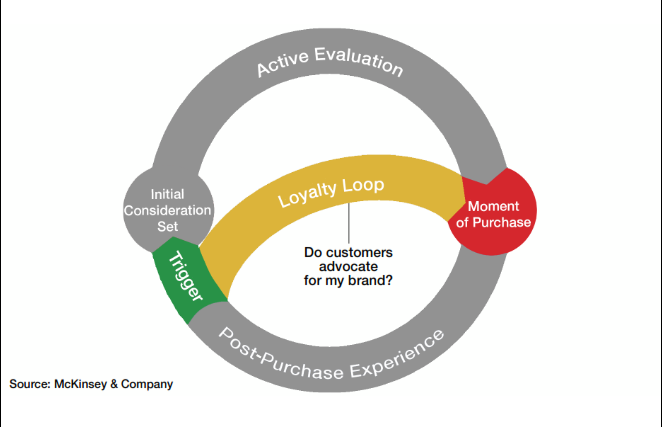 Active Evaluation
Loyalty Loop
Initial
Consideration
Set
Moment
of Purchase
Do customers
advocate
for my brand?
Trigger
Post-Purchase Experience
Source: McKinsey & Company